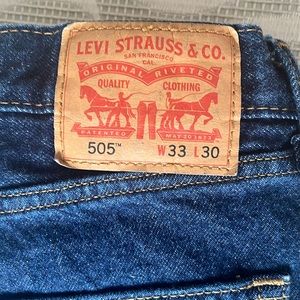 LEVI STRAUSS & CO.
SAN FRANCISCO
CAL.
ORIGINAL RIVETED
QUALITY CLOTHING
PATENTED MAY 20 1873
505™ W33 L30